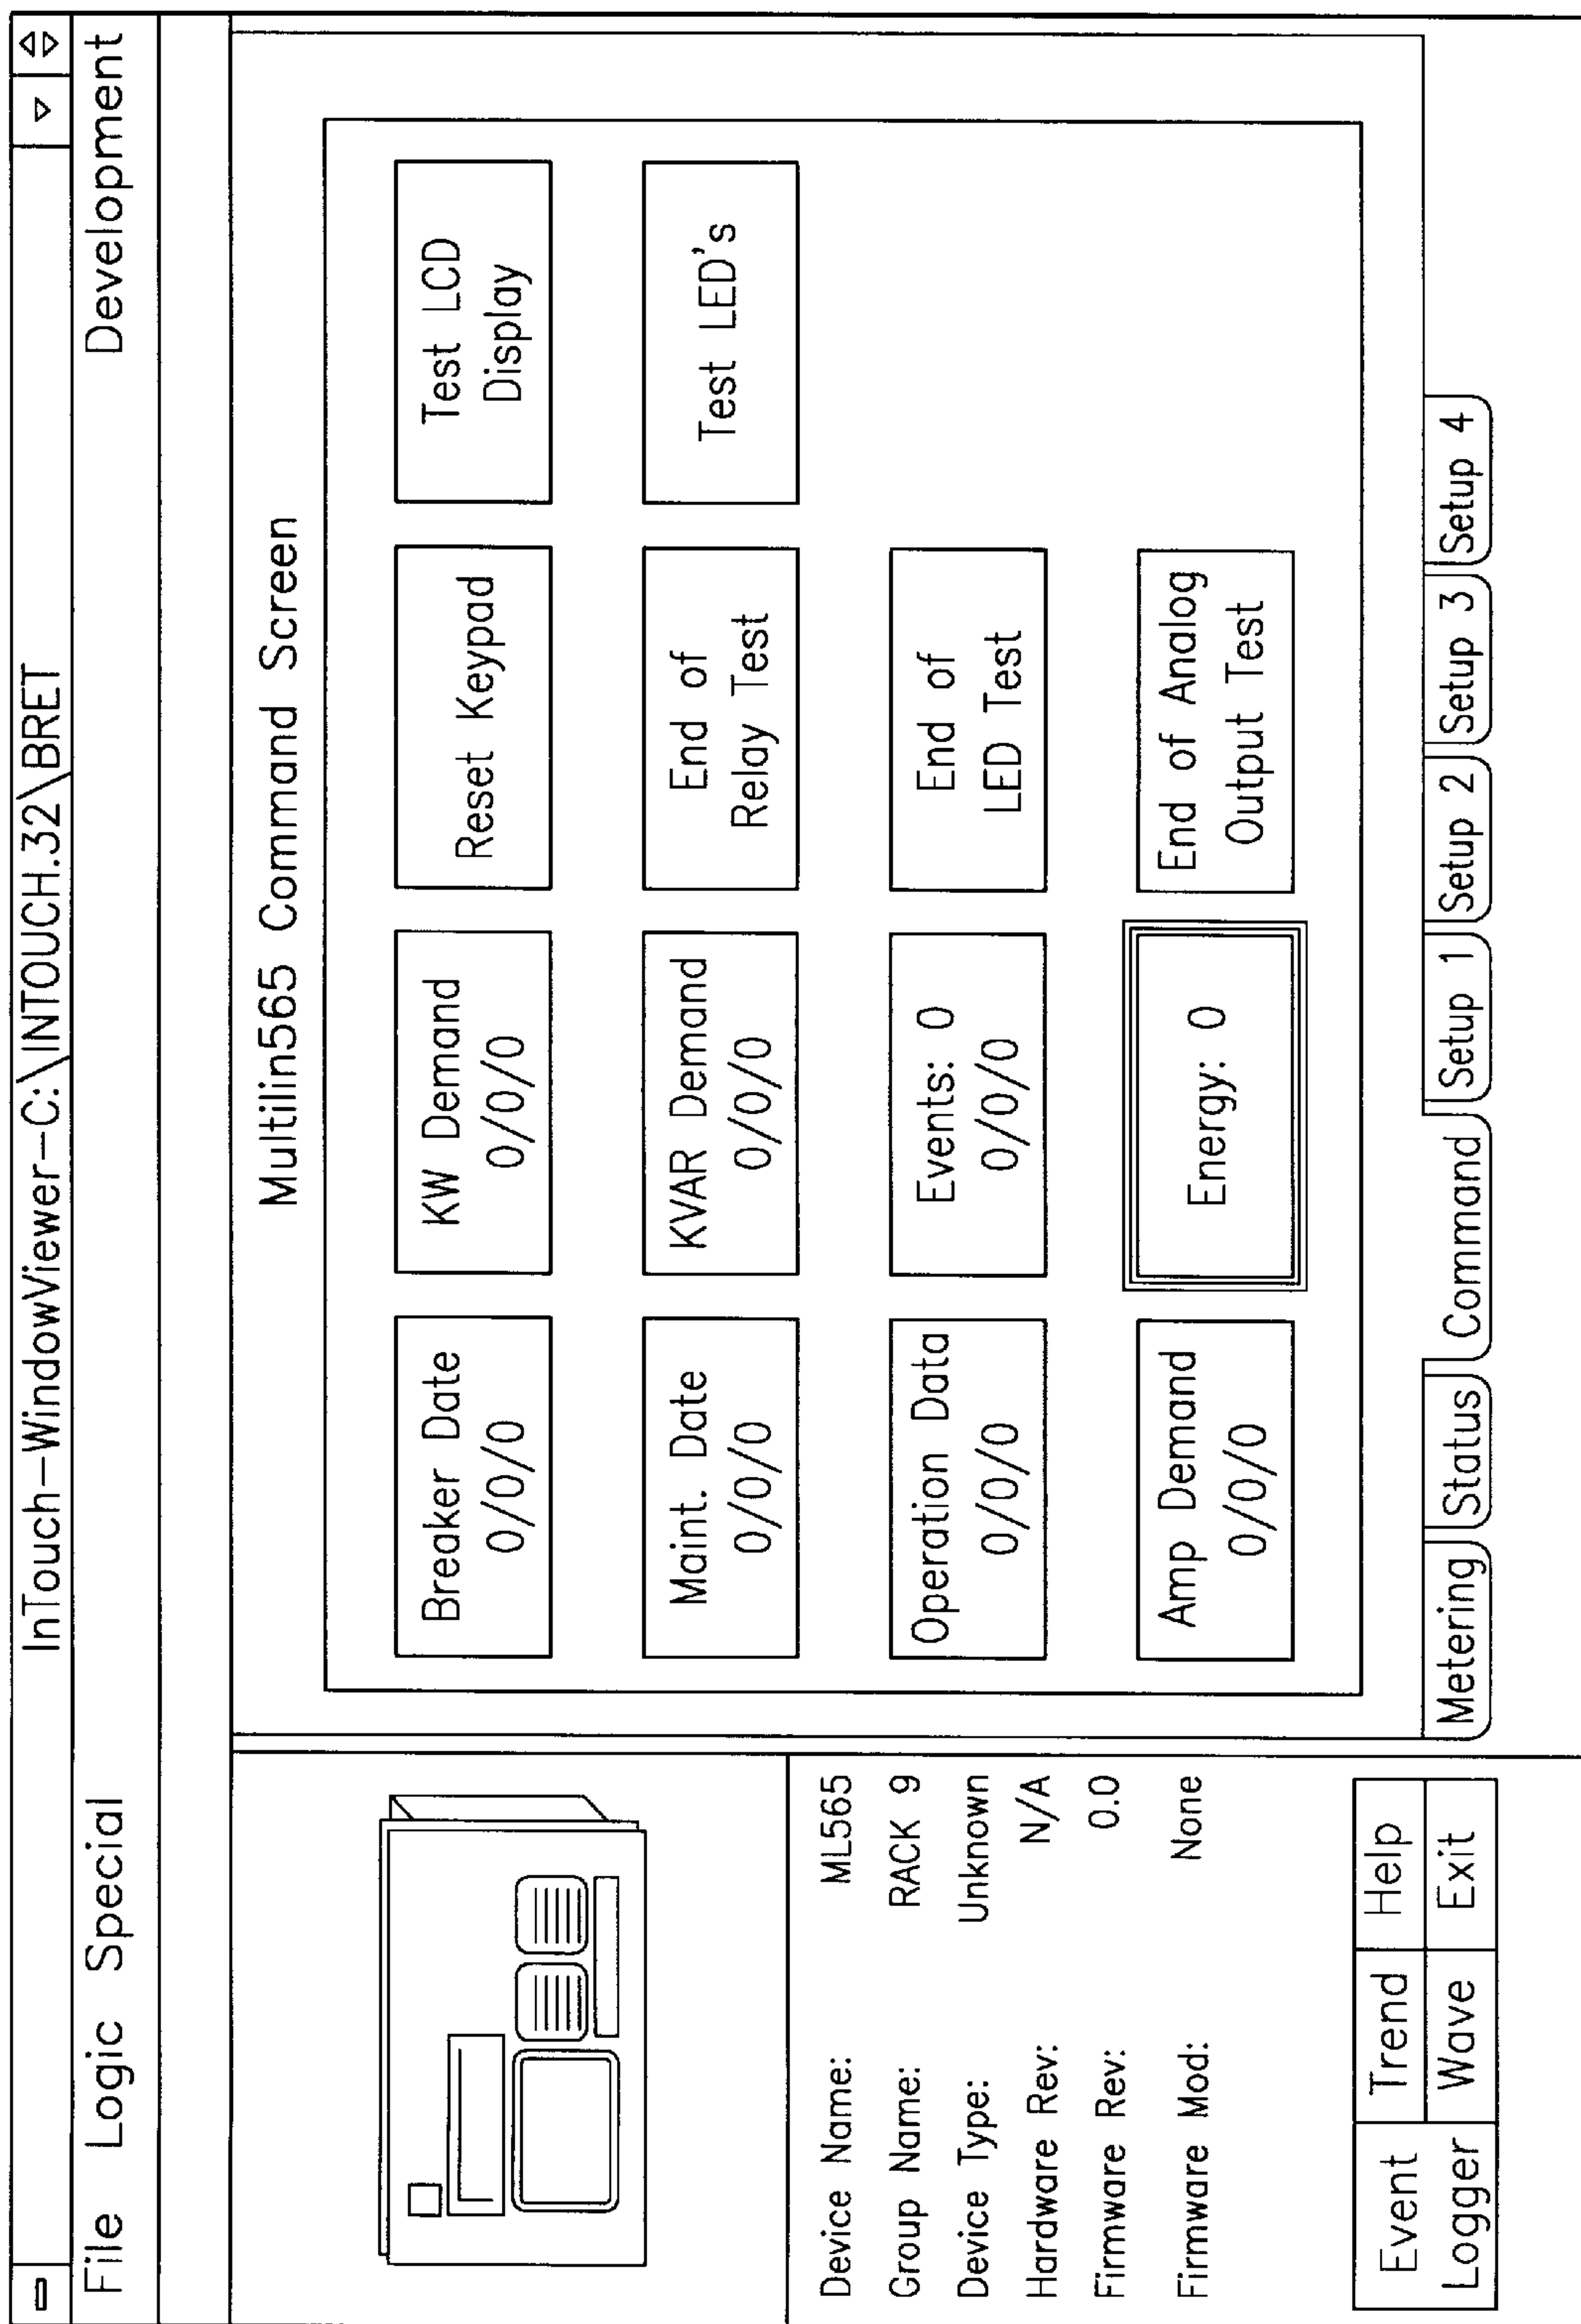 InTouch-WindowViewer-C:\INTOUCH.32\BRET
File Logic Special Development
Device Name: ML565
Group Name: RACK 9
Device Type: Unknown
Hardware Rev: N/A
Firmware Rev: 0.0
Firmware Mod: None
Event
Logger
Trend
Help
Wave
Exit
Multilin565 Command Screen
Breaker Date
0/0/0
KW Demand
0/0/0
Reset Keypad
Test LCD
Display
Maint. Date
0/0/0
KVAR Demand
0/0/0
End of
Relay Test
Test LED's
Operation Data
0/0/0
Events: 0
0/0/0
End of
LED Test
Amp Demand
0/0/0
Energy: 0
End of Analog
Output Test
Metering Status Command Setup 1 Setup 2 Setup 3 Setup 4